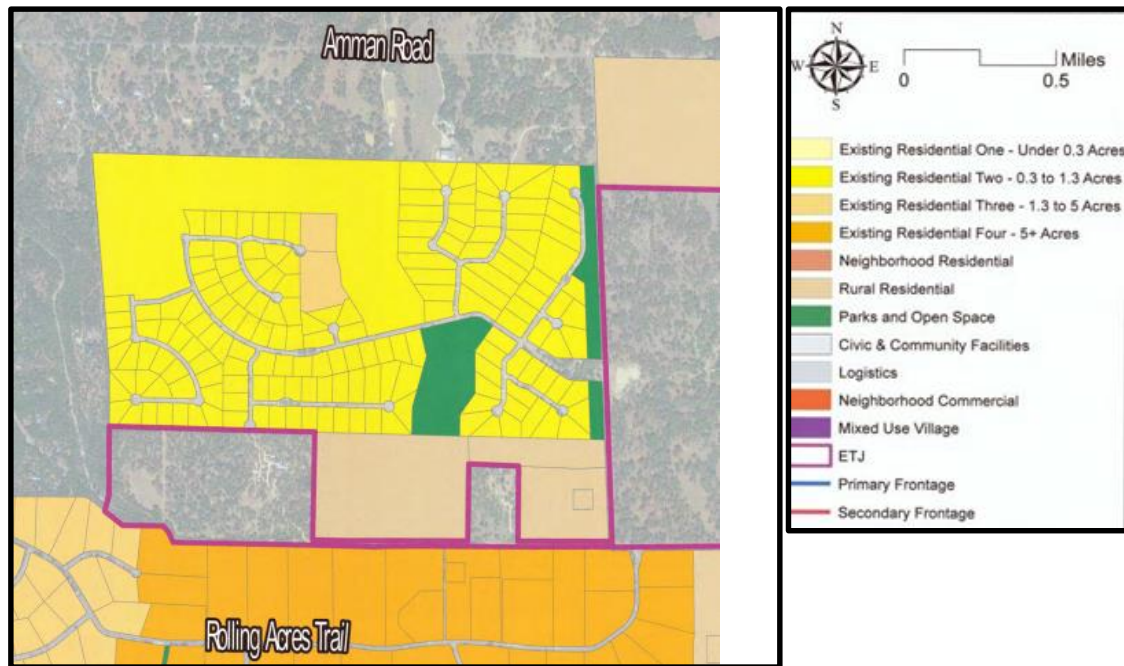 Amman Road
Rolling Acres Trail
N
W E
S
Miles
0 0.5
Existing Residential One - Under 0.3 Acres
Existing Residential Two - 0.3 to 1.3 Acres
Existing Residential Three - 1.3 to 5 Acres
Existing Residential Four - 5+ Acres
Neighborhood Residential
Rural Residential
Parks and Open Space
Civic & Community Facilities
Logistics
Neighborhood Commercial
Mixed Use Village
ETJ
Primary Frontage
Secondary Frontage